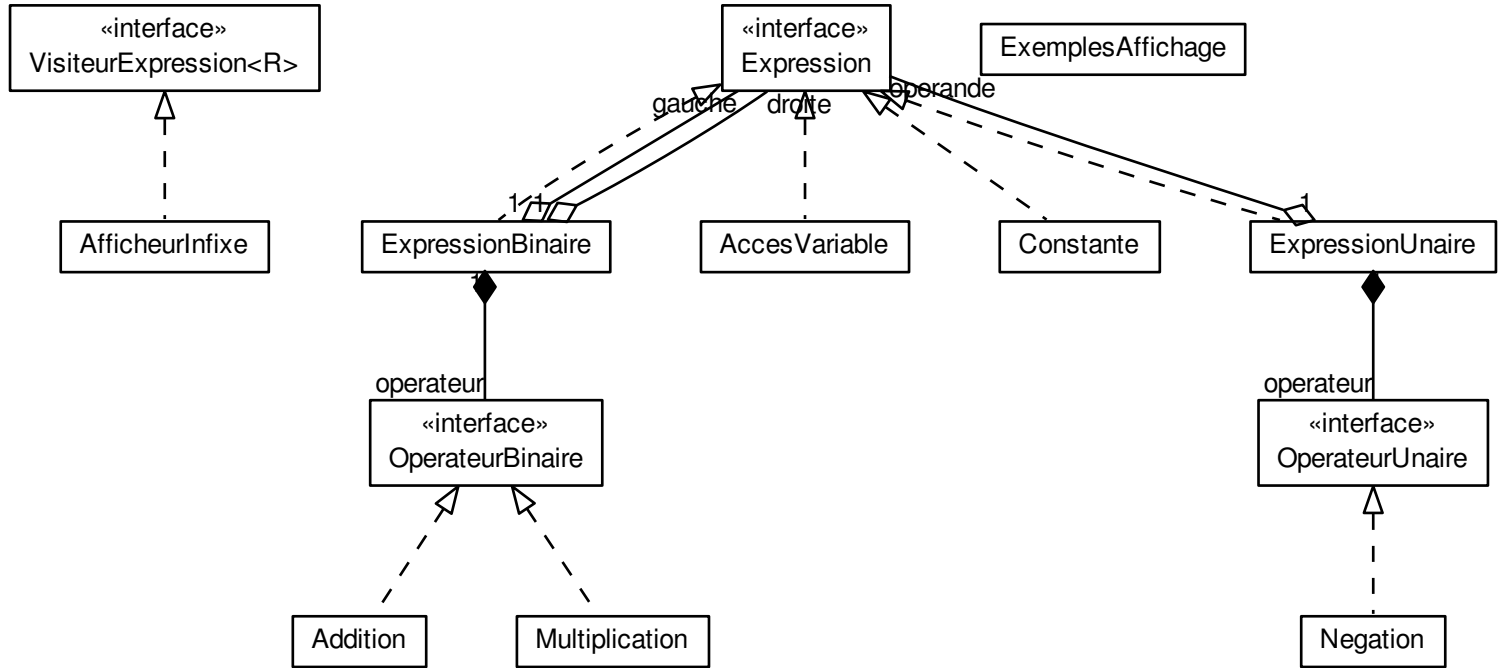 «interface»
VisiteurExpression<R>
«interface»
Expression
ExemplesAffichage
gauche
droite
operande
1
1
1
AfficheurInfixe
ExpressionBinaire
AccesVariable
Constante
ExpressionUnaire
1
operateur
operateur
«interface»
OperateurBinaire
«interface»
OperateurUnaire
Addition
Multiplication
Negation